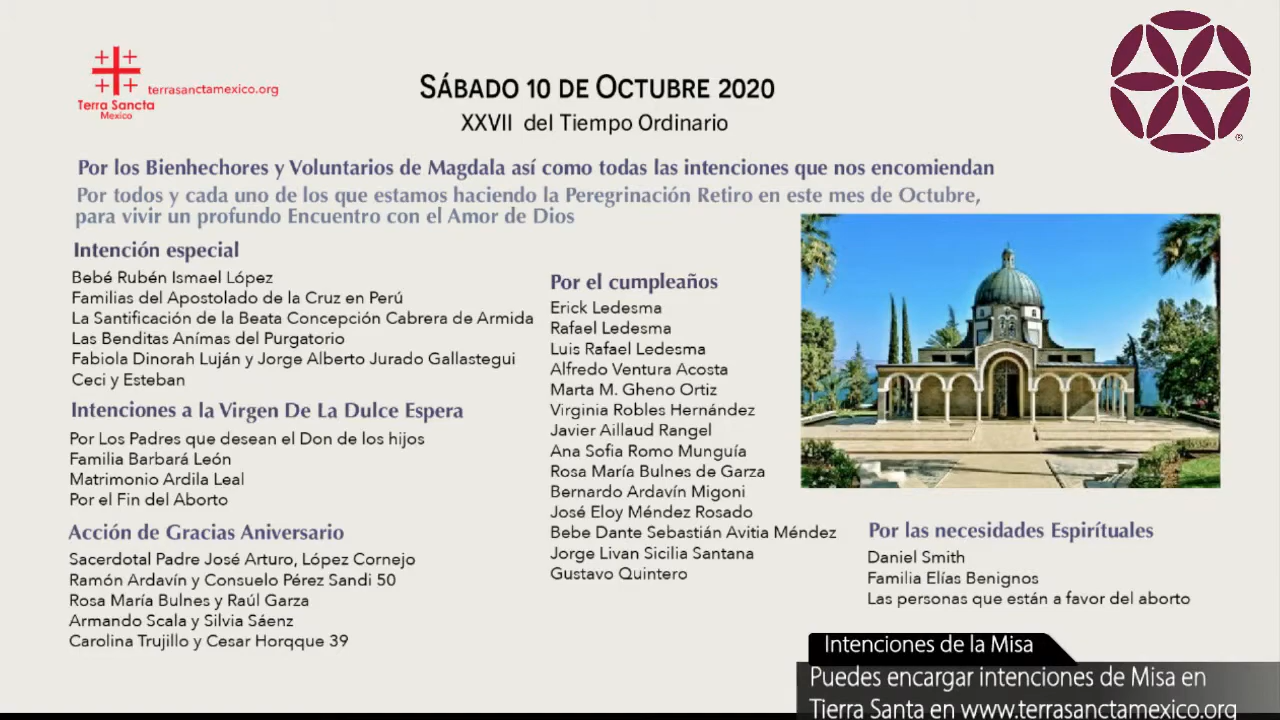 Terra Sancta
Mexico
terrasanctamexico.org
SÁBADO 10 DE OCTUBRE 2020
XXVII del Tiempo Ordinario
Por los Bienhechores y Voluntarios de Magdala así como todas las intenciones que nos encomiendan
Por todos y cada uno de los que estamos haciendo la Peregrinación Retiro en este mes de Octubre,
para vivir un profundo Encuentro con el Amor de Dios
Intención especial
Bebé Rubén Ismael López
Familias del Apostolado de la Cruz en Perú
La Santificación de la Beata Concepción Cabrera de Armida
Las Benditas Anímas del Purgatorio
Fabiola Dinorah Luján y Jorge Alberto Jurado Gallastegui
Ceci y Esteban
Intenciones a la Virgen De La Dulce Espera
Por Los Padres que desean el Don de los hijos
Familia Barbará León
Matrimonio Ardila Leal
Por el Fin del Aborto
Acción de Gracias Aniversario
Sacerdotal Padre José Arturo, López Cornejo
Ramón Ardavín y Consuelo Pérez Sandi 50
Rosa María Bulnes y Raúl Garza
Armando Scala y Silvia Sáenz
Carolina Trujillo y Cesar Horqque 39
Por el cumpleaños
Erick Ledesma
Rafael Ledesma
Luis Rafael Ledesma
Alfredo Ventura Acosta
Marta M. Gheno Ortiz
Virginia Robles Hernández
Javier Aillaud Rangel
Ana Sofia Romo Munguía
Rosa María Bulnes de Garza
Bernardo Ardavín Migoni
José Eloy Méndez Rosado
Bebe Dante Sebastián Avitia Méndez
Jorge Livan Sicilia Santana
Gustavo Quintero
Por las necesidades Espirítuales
Daniel Smith
Familia Elías Benignos
Las personas que están a favor del aborto
Intenciones de la Misa
Puedes encargar intenciones de Misa en
Tierra Santa en www.terrasanctamexico.org
®